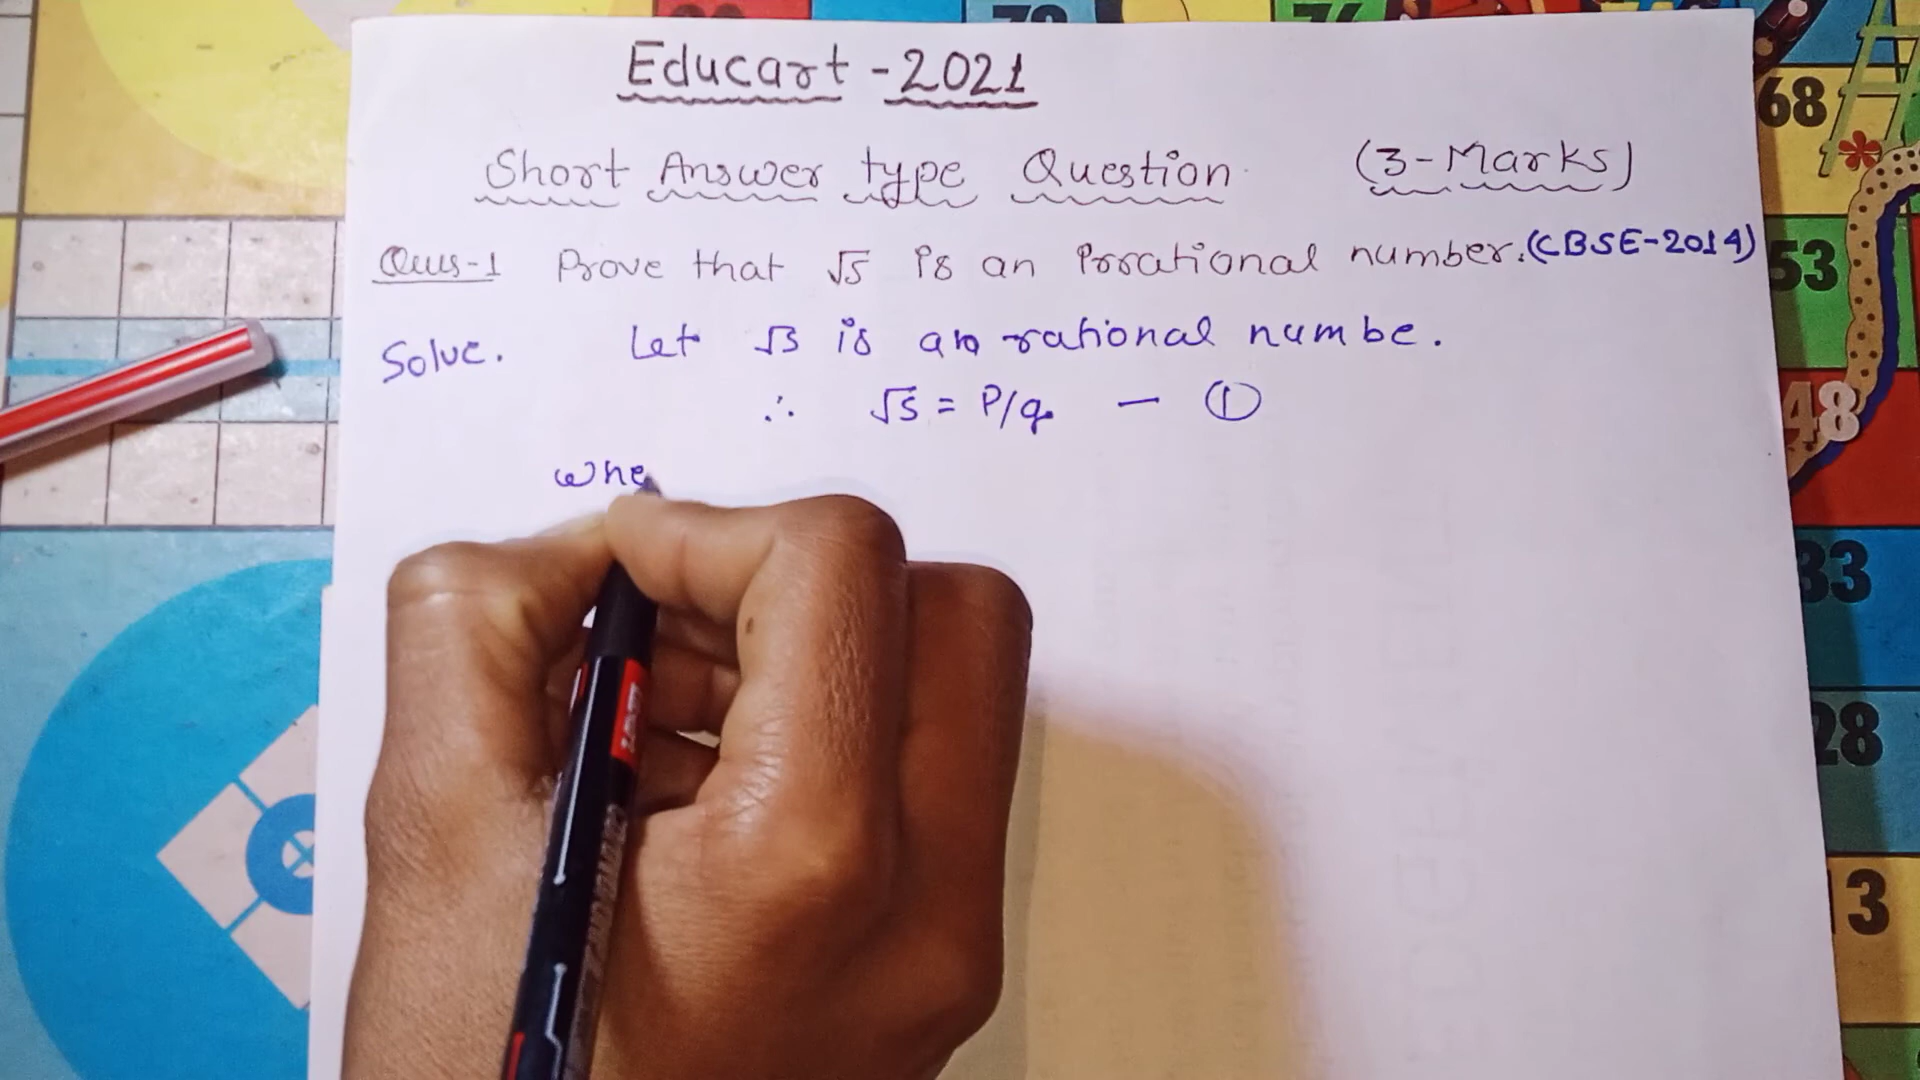 Educart - 2021
Short Answer type Question (3-Marks)
Ques-1 Prove that √5 is an Irrational number. (CBSE-2014)
Solve. Let √5 is an rational numbe.
∴ √5 = P/q — ①
whe
68
53
48
33
28
13